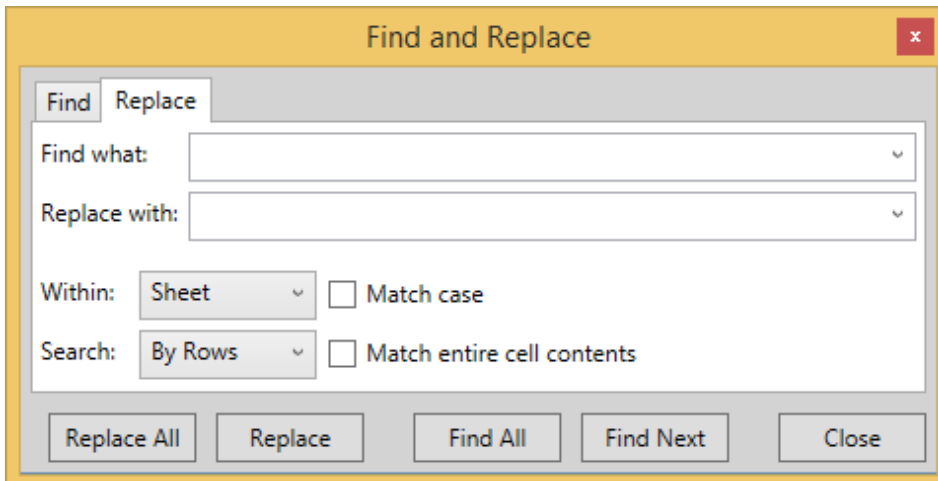 Find and Replace
x
Find Replace
Find what:
Replace with:
Within: Sheet Match case
Search: By Rows Match entire cell contents
Replace All Replace Find All Find Next Close